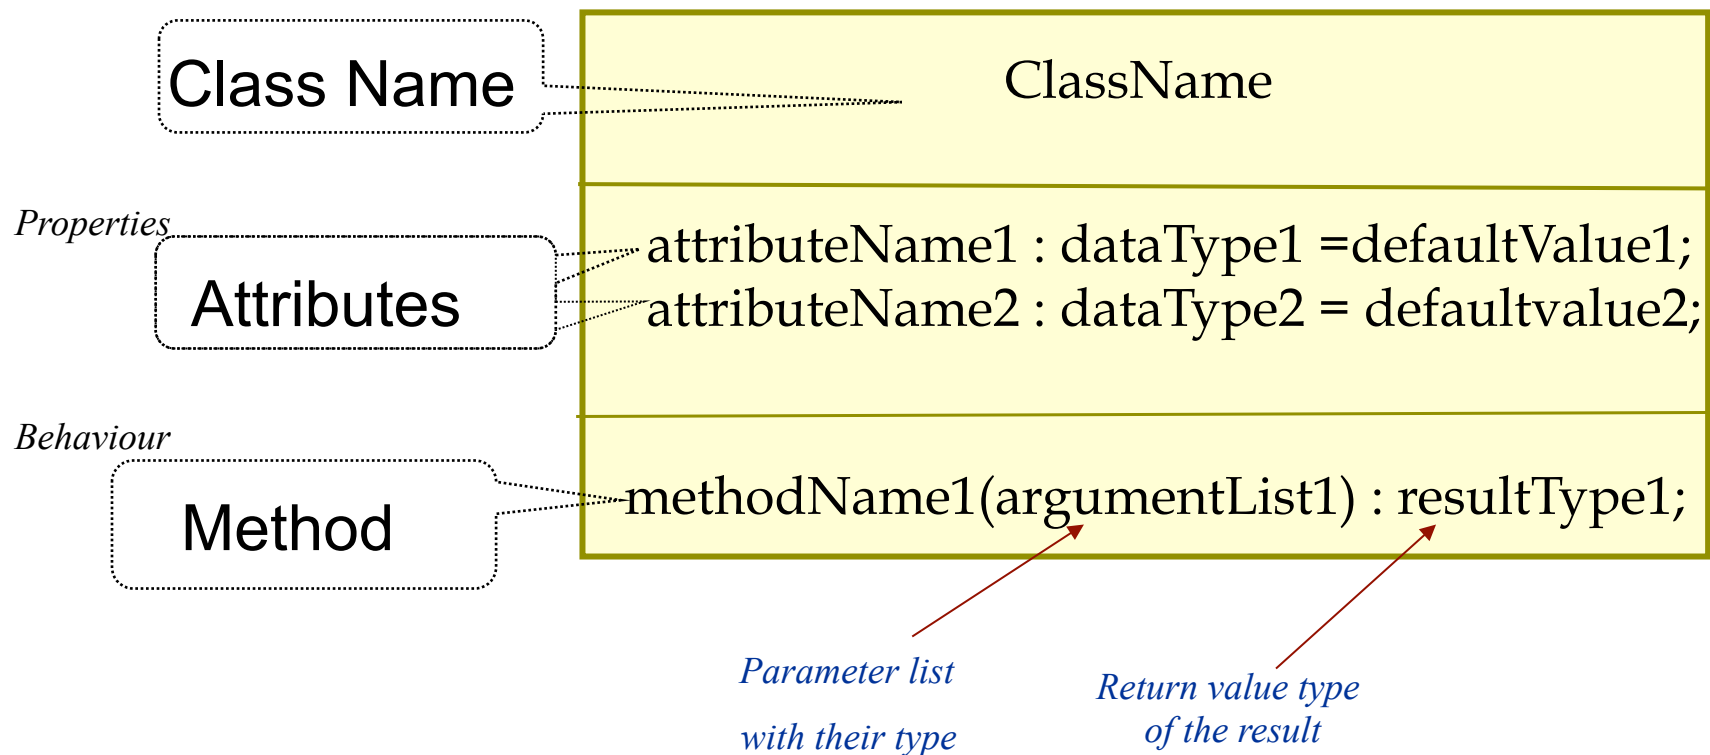 Class Name
ClassName
Properties
Attributes
attributeName1 : dataType1 =defaultValue1;
attributeName2 : dataType2 = defaultvalue2;
Behaviour
Method
methodName1(argumentList1) : resultType1;
Parameter list
with their type
Return value type
of the result